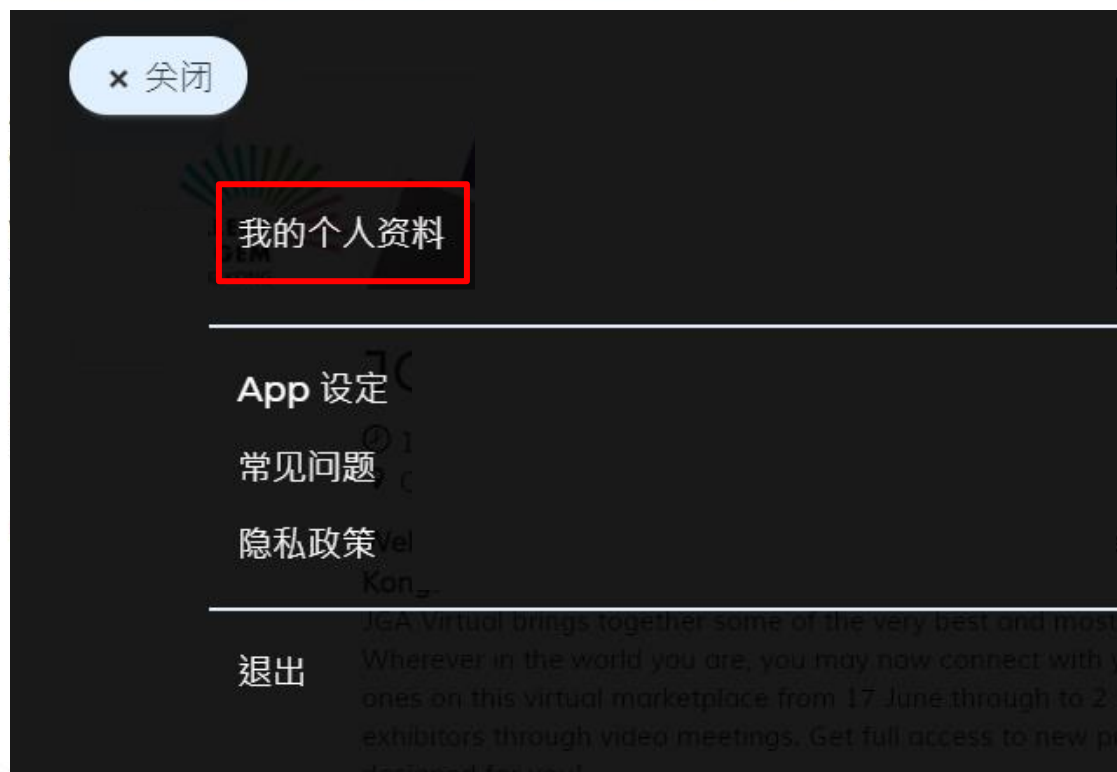 × 关闭
GEM
我的个人资料
App 设定
常见问题
隐私政策
Kong.
JGA Virtual brings together some of the very best and most
Wherever in the world you are, you may now connect with
ones on this virtual marketplace from 17 June through to 2
exhibitors through video meetings. Get full access to new
退出